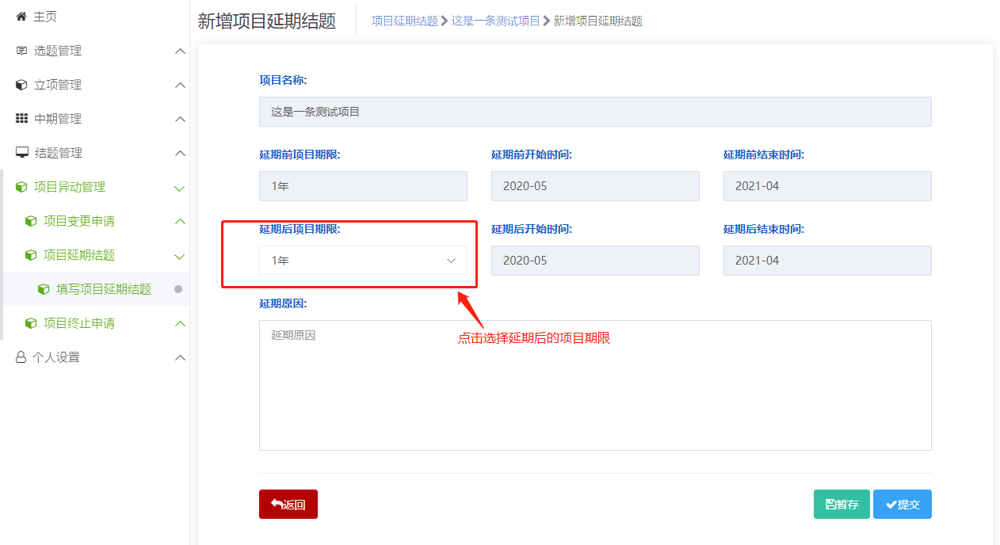 主页
选题管理
立项管理
中期管理
结题管理
项目异动管理
项目变更申请
项目延期结题
填写项目延期结题
项目终止申请
个人设置
新增项目延期结题
项目延期结题 这是一条测试项目 新增项目延期结题
项目名称:
这是一条测试项目
延期前项目期限: 延期前开始时间: 延期前结束时间:
1年 2020-05 2021-04
延期后项目期限: 延期后开始时间: 延期后结束时间:
1年 2020-05 2021-04
延期原因:
延期原因
点击选择延期后的项目期限
返回 暂存 提交